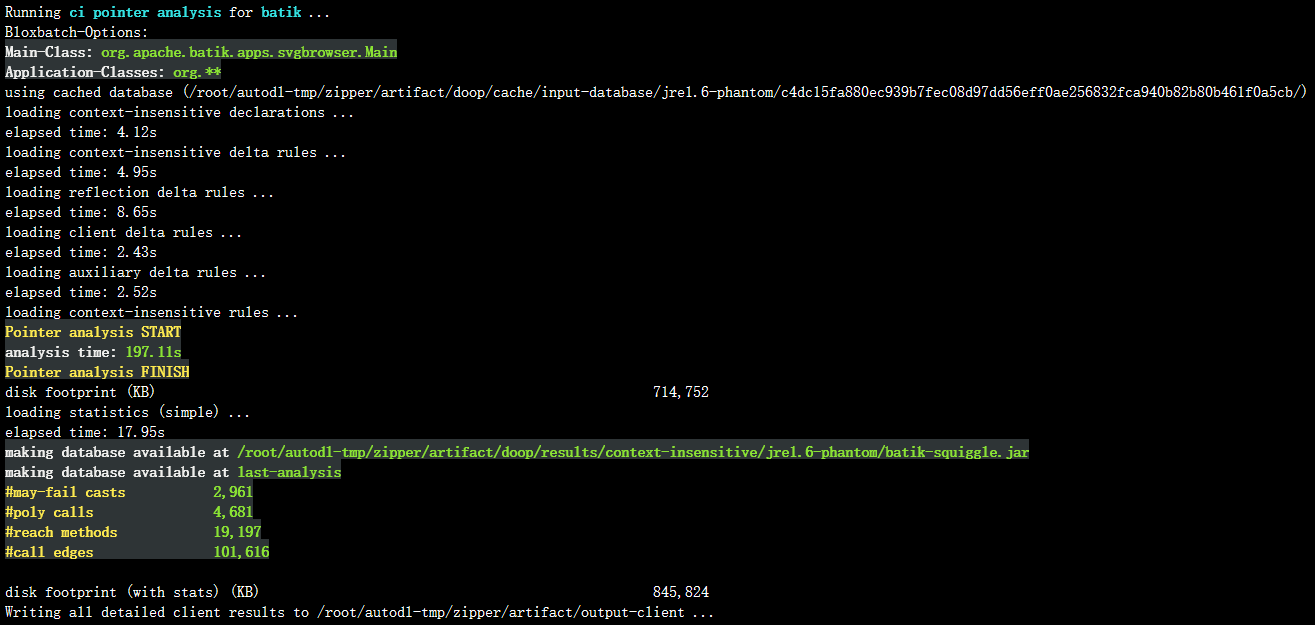 Running ci pointer analysis for batik ...
Bloxbatch-Options:
Main-Class: org.apache.batik.apps.svgbrowser.Main
Application-Classes: org.**
using cached database (/root/autodl-tmp/zipper/artifact/doop/cache/input-database/jre1.6-phantom/c4dc15fa880ec939b7fec08d97dd56eff0ae256832fca940b82b80b461f0a5cb/)
loading context-insensitive declarations ...
elapsed time: 4.12s
loading context-insensitive delta rules ...
elapsed time: 4.95s
loading reflection delta rules ...
elapsed time: 8.65s
loading client delta rules ...
elapsed time: 2.43s
loading auxiliary delta rules ...
elapsed time: 2.52s
loading context-insensitive rules ...
Pointer analysis START
analysis time: 197.11s
Pointer analysis FINISH
disk footprint (KB) 714,752
loading statistics (simple) ...
elapsed time: 17.95s
making database available at /root/autodl-tmp/zipper/artifact/doop/results/context-insensitive/jre1.6-phantom/batik-squiggle.jar
making database available at last-analysis
#may-fail casts 2,961
#poly calls 4,681
#reach methods 19,197
#call edges 101,616
disk footprint (with stats) (KB) 845,824
Writing all detailed client results to /root/autodl-tmp/zipper/artifact/output-client ...